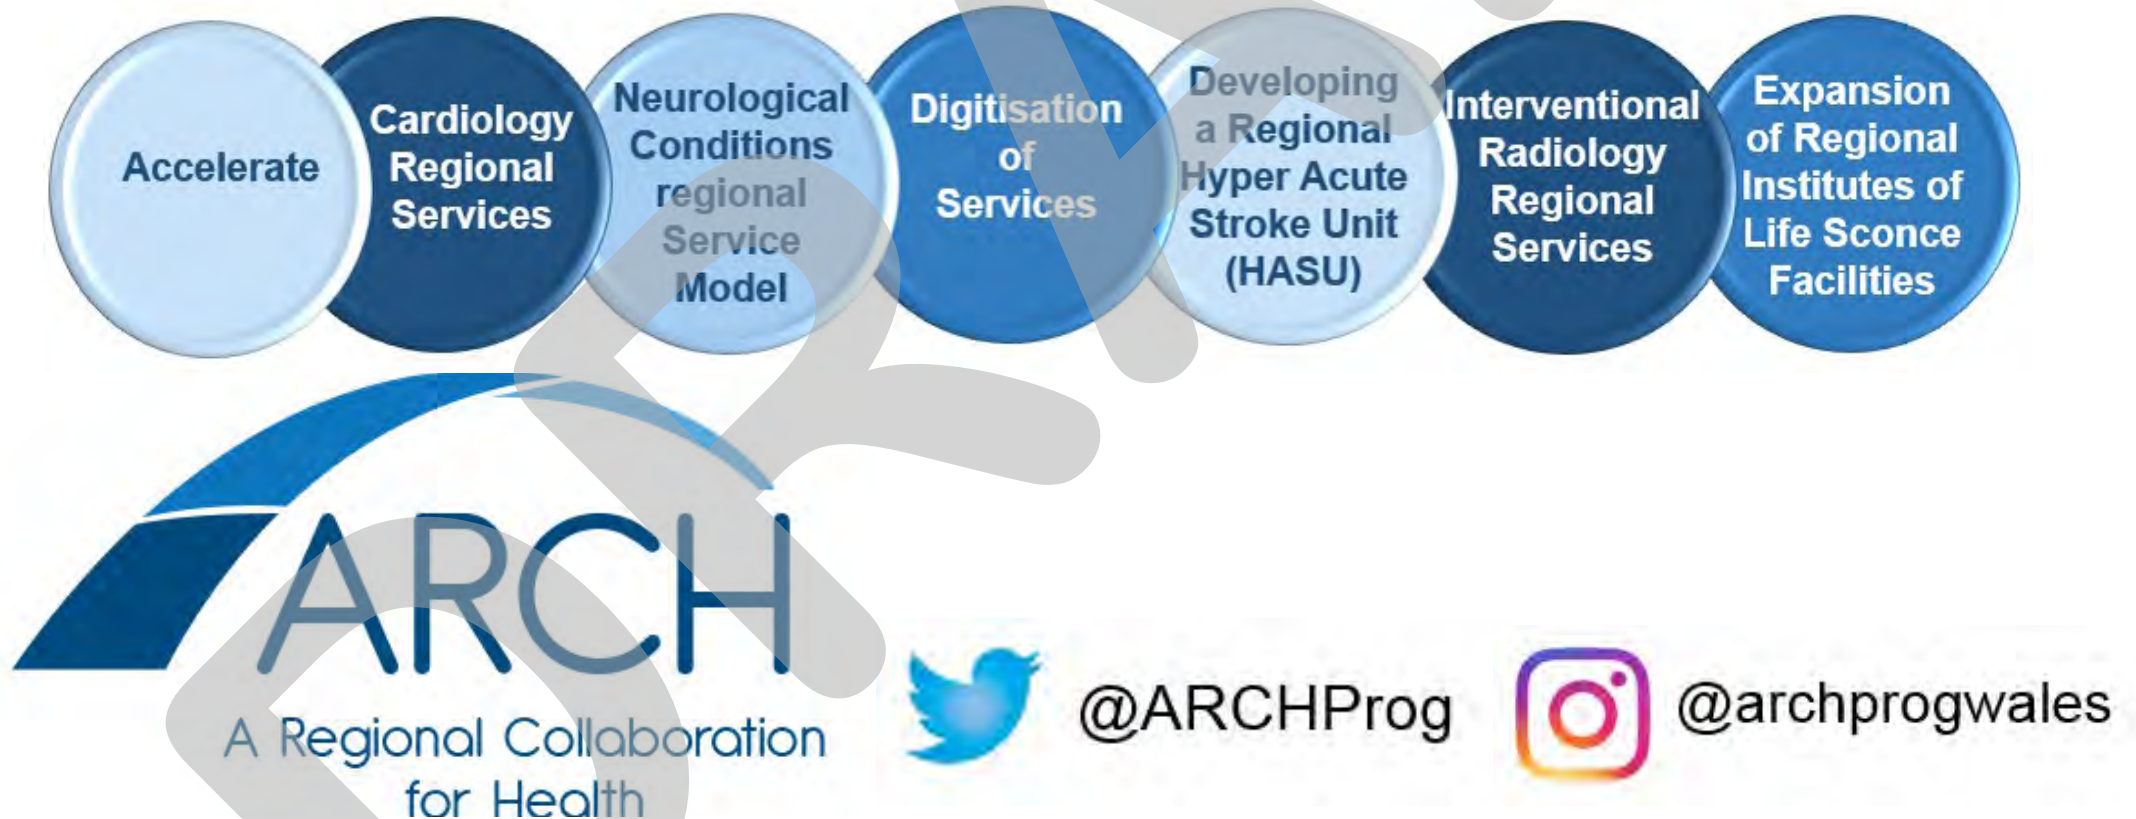 Accelerate
Cardiology
Regional
Services
Neurological
Conditions
regional
Service
Model
Digitisation
of
Services
Developing
a Regional
Hyper Acute
Stroke Unit
(HASU)
Interventional
Radiology
Regional
Services
Expansion
of Regional
Institutes of
Life Sconce
Facilities
ARCH
A Regional Collaboration
for Health
@ARCHProg
@archprogwales